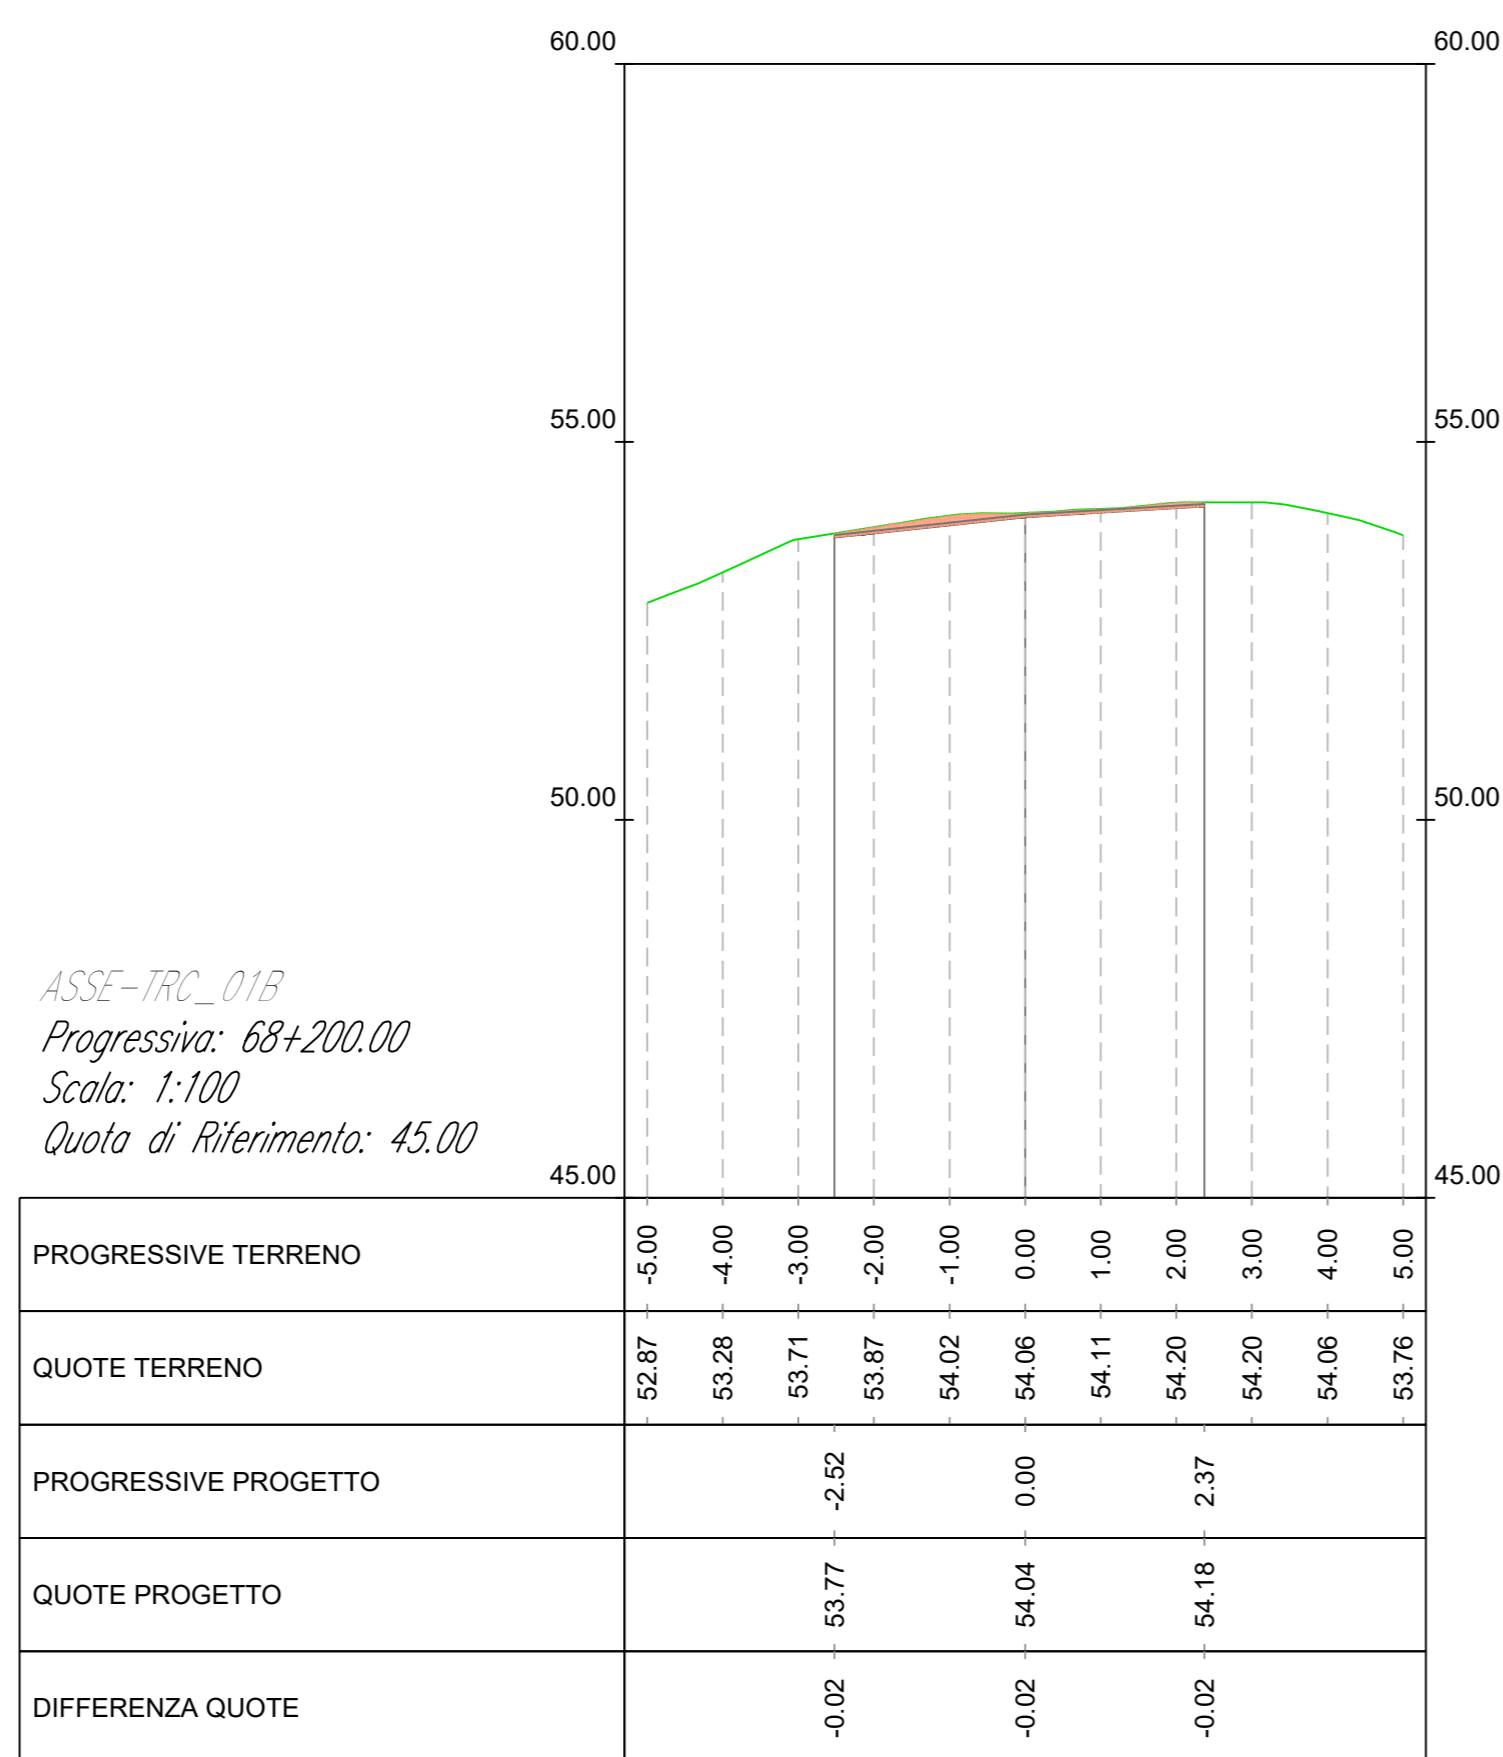 60.00 60.00
55.00 55.00
50.00 50.00
ASSE-TRC_01B
Progressiva: 68+200.00
Scala: 1:100
Quota di Riferimento: 45.00
45.00 45.00
PROGRESSIVE TERRENO -5.00 -4.00 -3.00 -2.00 -1.00 0.00 1.00 2.00 3.00 4.00 5.00
QUOTE TERRENO 52.87 53.28 53.71 53.87 54.02 54.06 54.11 54.20 54.20 54.06 53.76
PROGRESSIVE PROGETTO -2.52 0.00 2.37
QUOTE PROGETTO 53.77 54.04 54.18
DIFFERENZA QUOTE -0.02 -0.02 -0.02